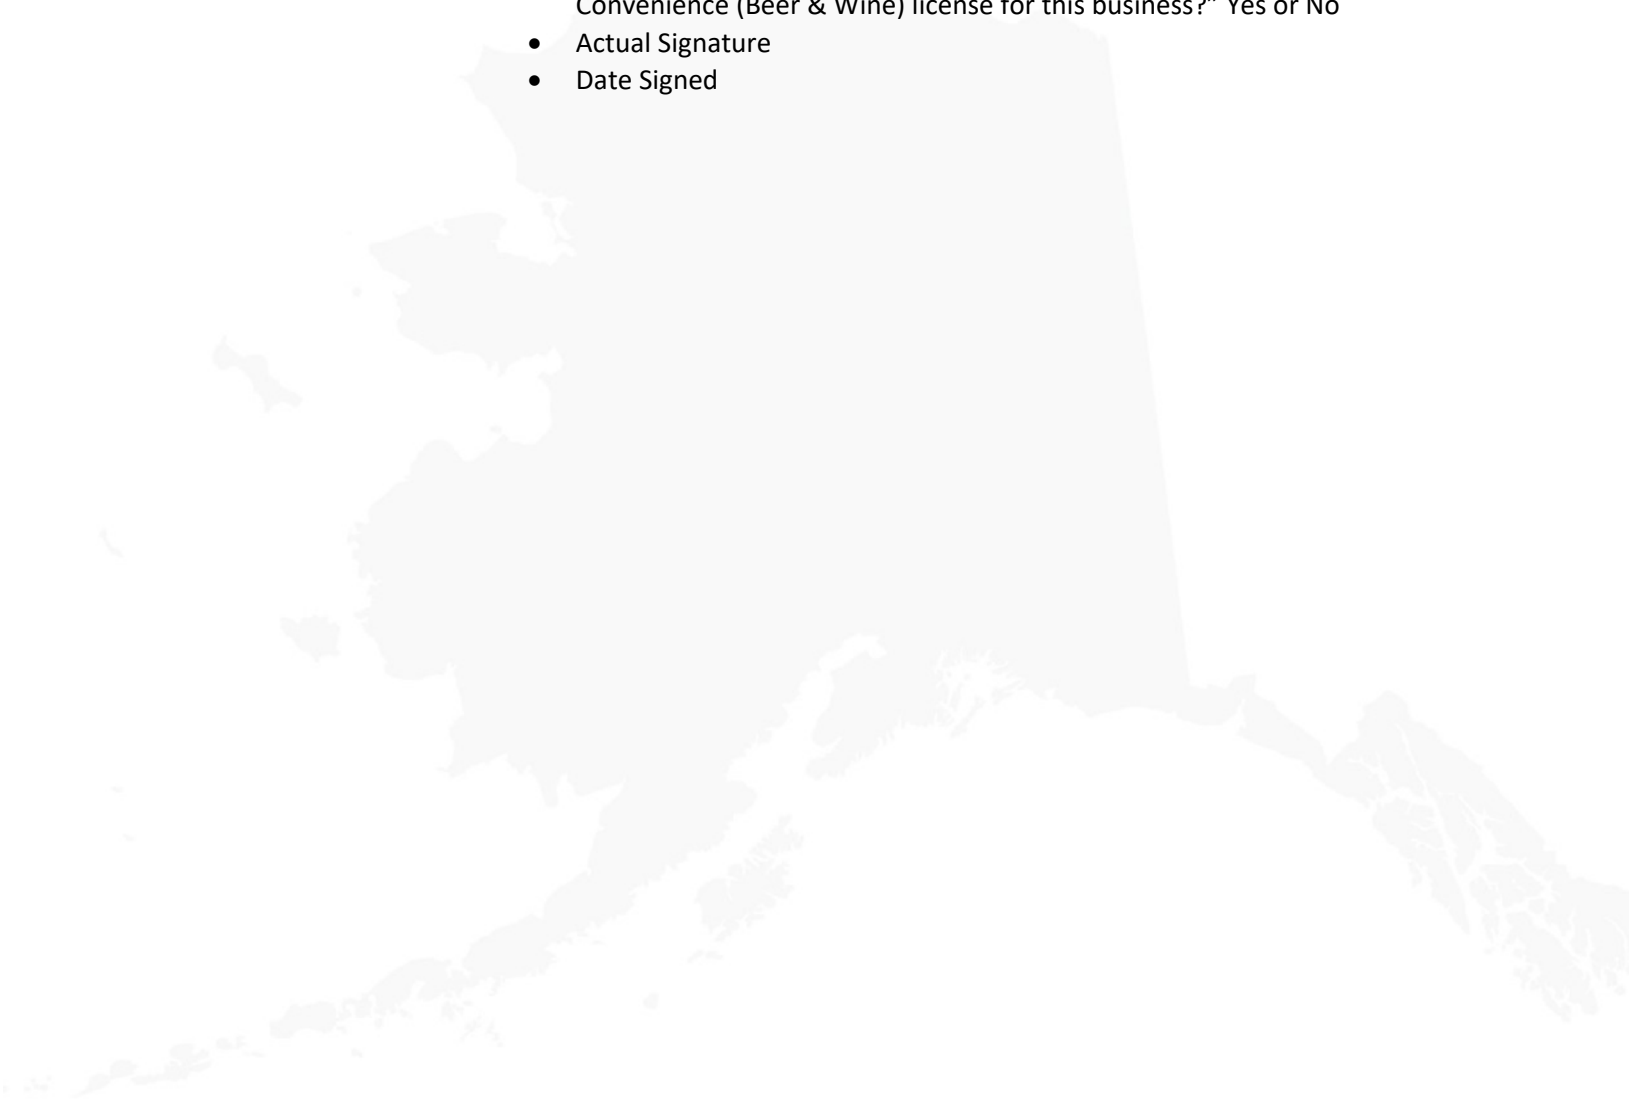 Convenience (Beer & Wine) license for this business?” Yes or No
• Actual Signature
• Date Signed